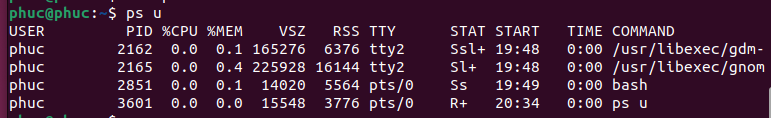 phuc@phuc:~$ ps u
USER         PID %CPU %MEM    VSZ   RSS TTY      STAT START   TIME COMMAND
phuc        2162  0.0  0.1 165276  6376 tty2     Ssl+ 19:48   0:00 /usr/libexec/gdm-
phuc        2165  0.0  0.4 225928 16144 tty2     Sl+  19:48   0:00 /usr/libexec/gnom
phuc        2851  0.0  0.1  14020  5564 pts/0    Ss   19:49   0:00 bash
phuc        3601  0.0  0.0  15548  3776 pts/0    R+   20:34   0:00 ps u